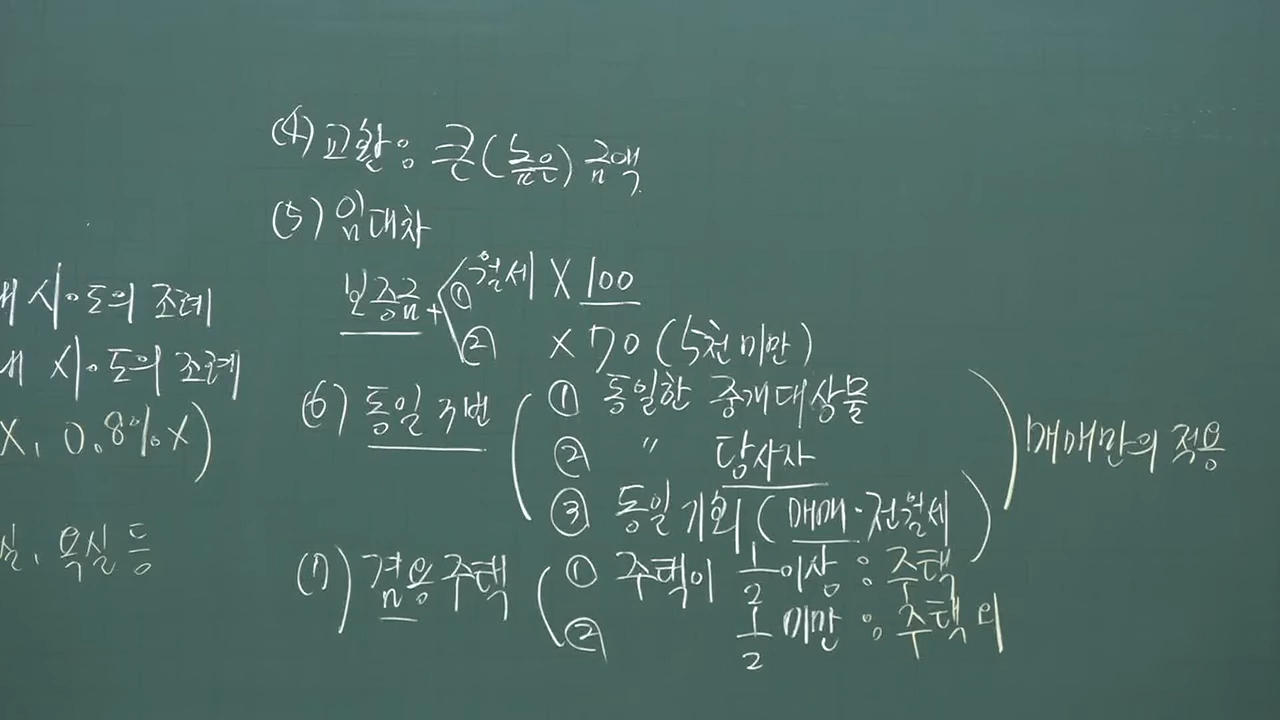 (4) 교환 : 큰(높은) 금액
(5) 임대차
보증금 + ① 월세 X 100
② X 70 (5천미만)
(6) 동일 3번 ① 동일한 중개대상물
② 〃 당사자
③ 동일기회 (매매·전월세)
매매만의 적용
(7) 겸용주택 ① 주택이 1/2 이상 : 주택
② 1/2 미만 : 주택 외
시·도의 조례
시·도의 조례
X, 0.8% X)
실, 욕실 등